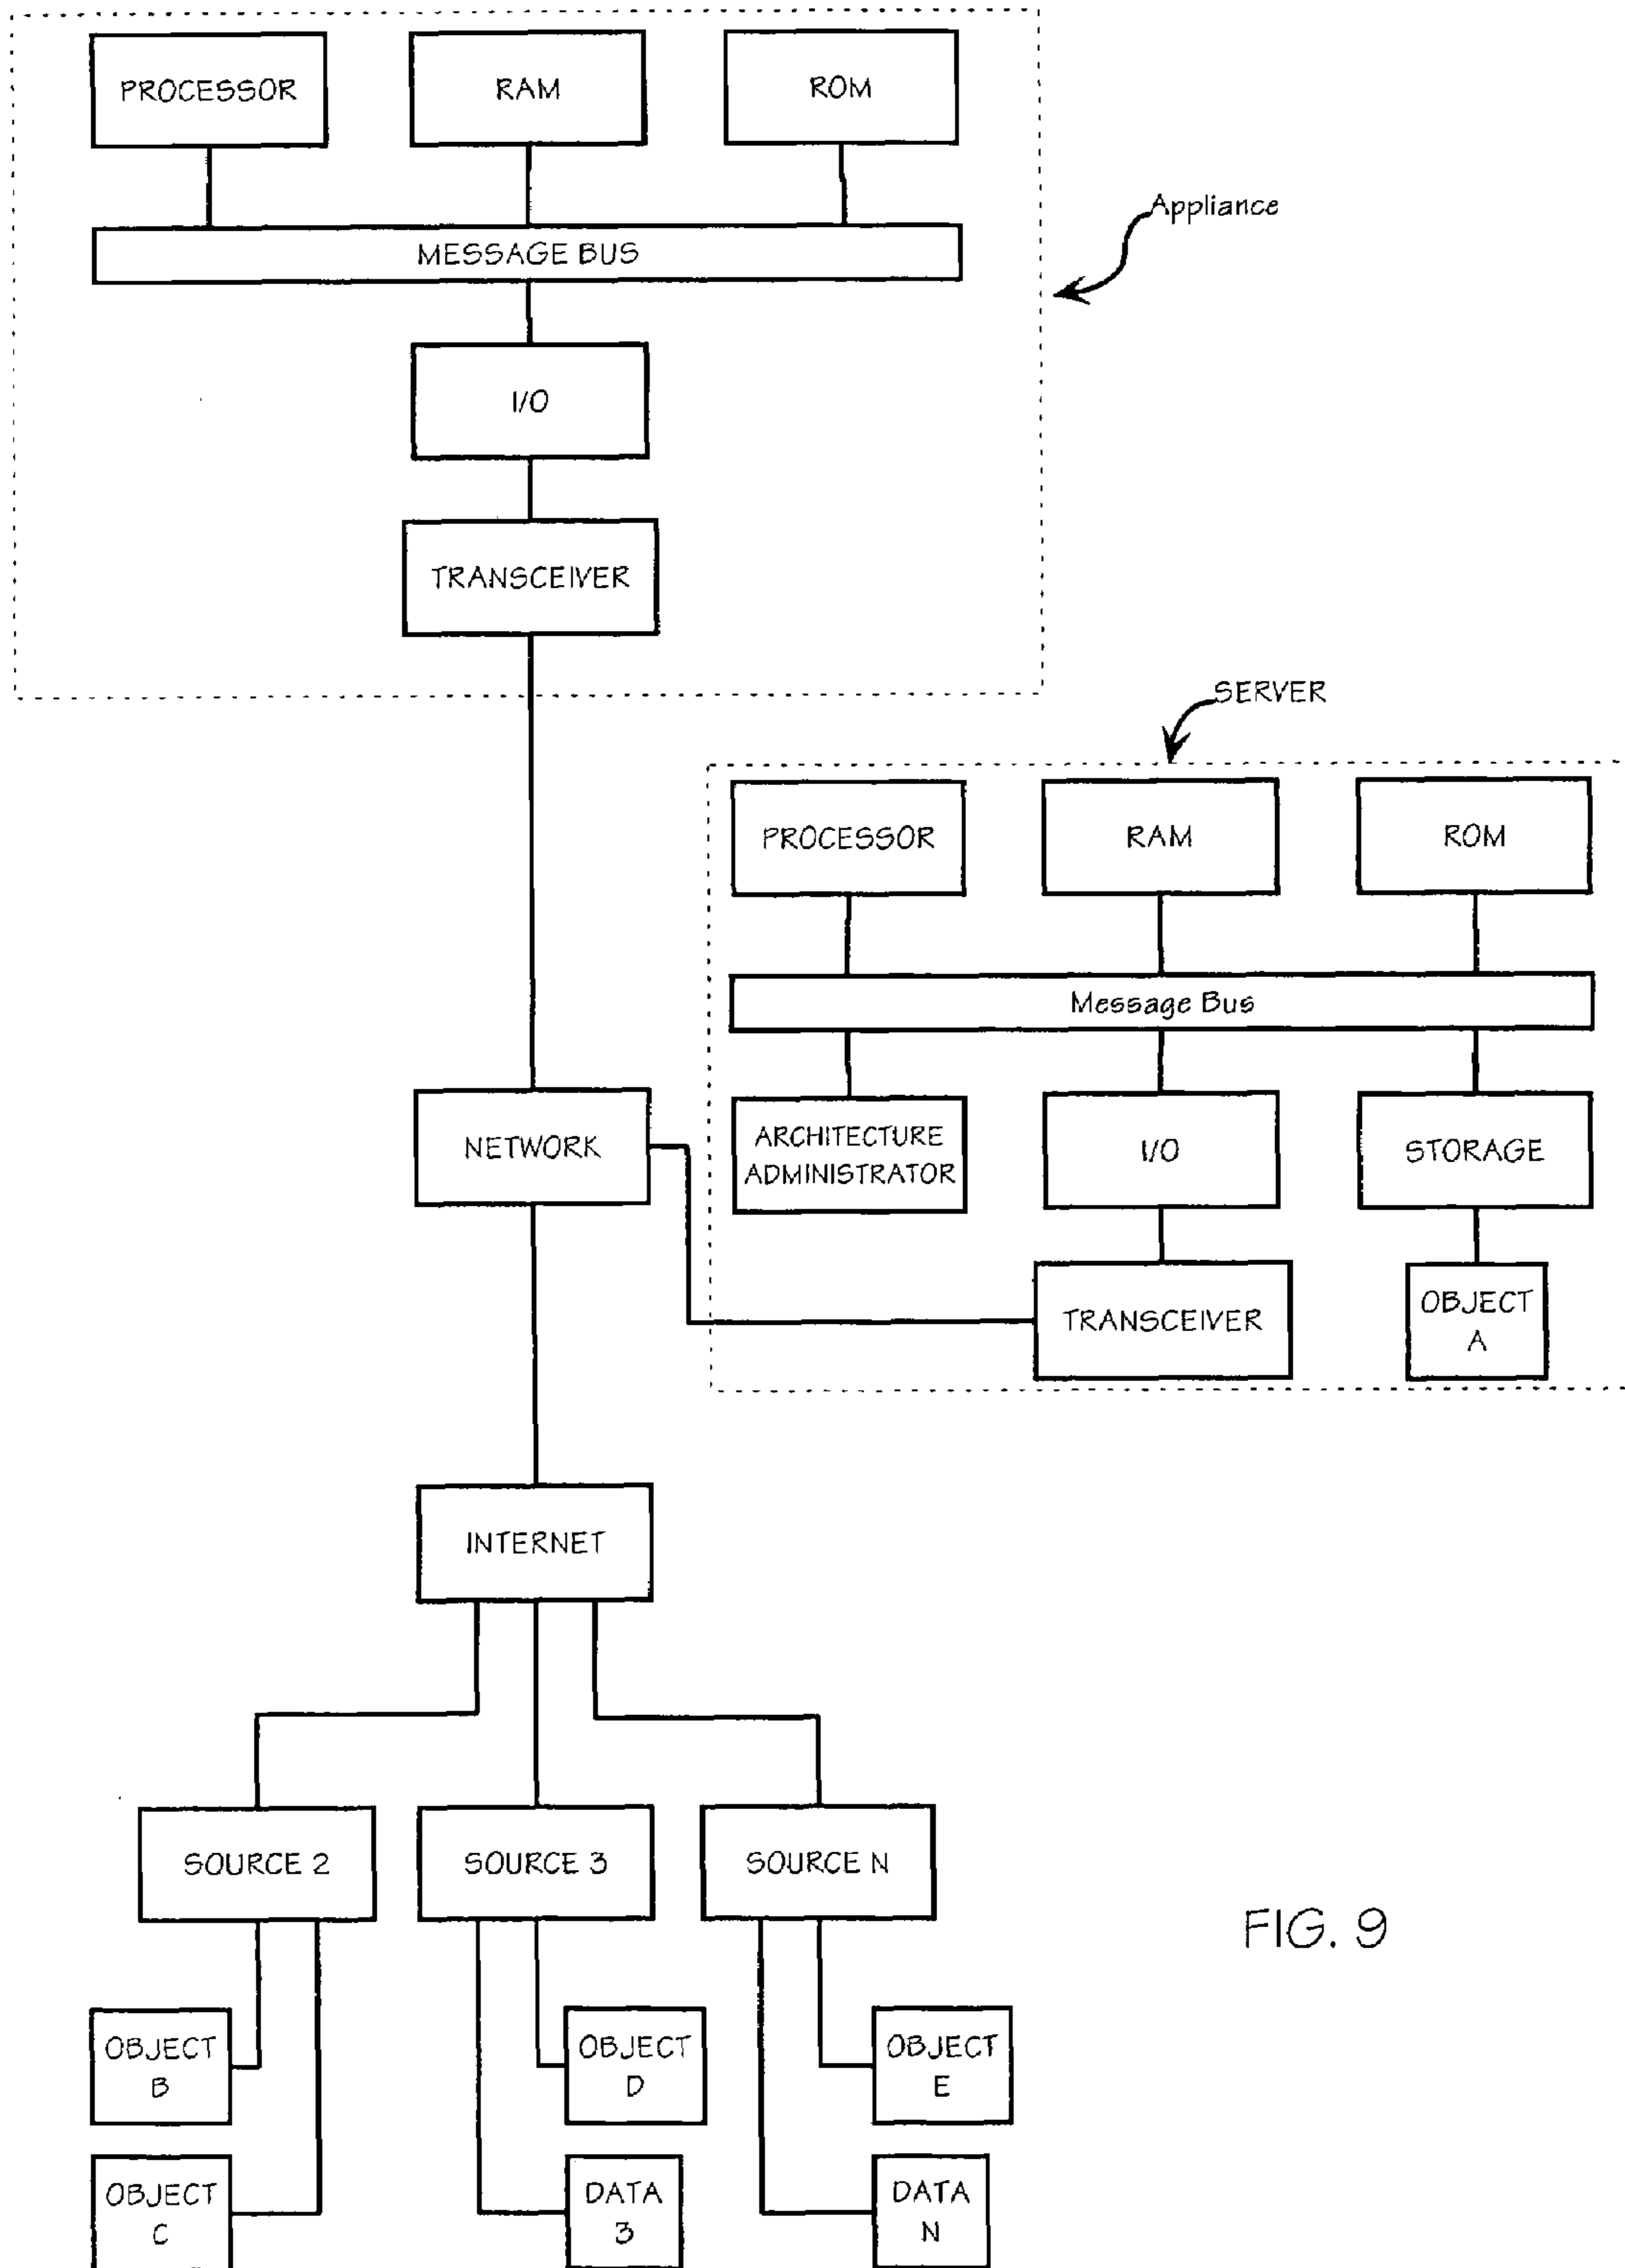 PROCESSOR
RAM
ROM
Appliance
MESSAGE BUS
I/O
TRANSCEIVER
SERVER
PROCESSOR
RAM
ROM
Message Bus
NETWORK
ARCHITECTURE
ADMINISTRATOR
I/O
STORAGE
TRANSCEIVER
OBJECT
A
INTERNET
SOURCE 2
SOURCE 3
SOURCE N
FIG. 9
OBJECT
B
OBJECT
D
OBJECT
E
OBJECT
C
DATA
3
DATA
N